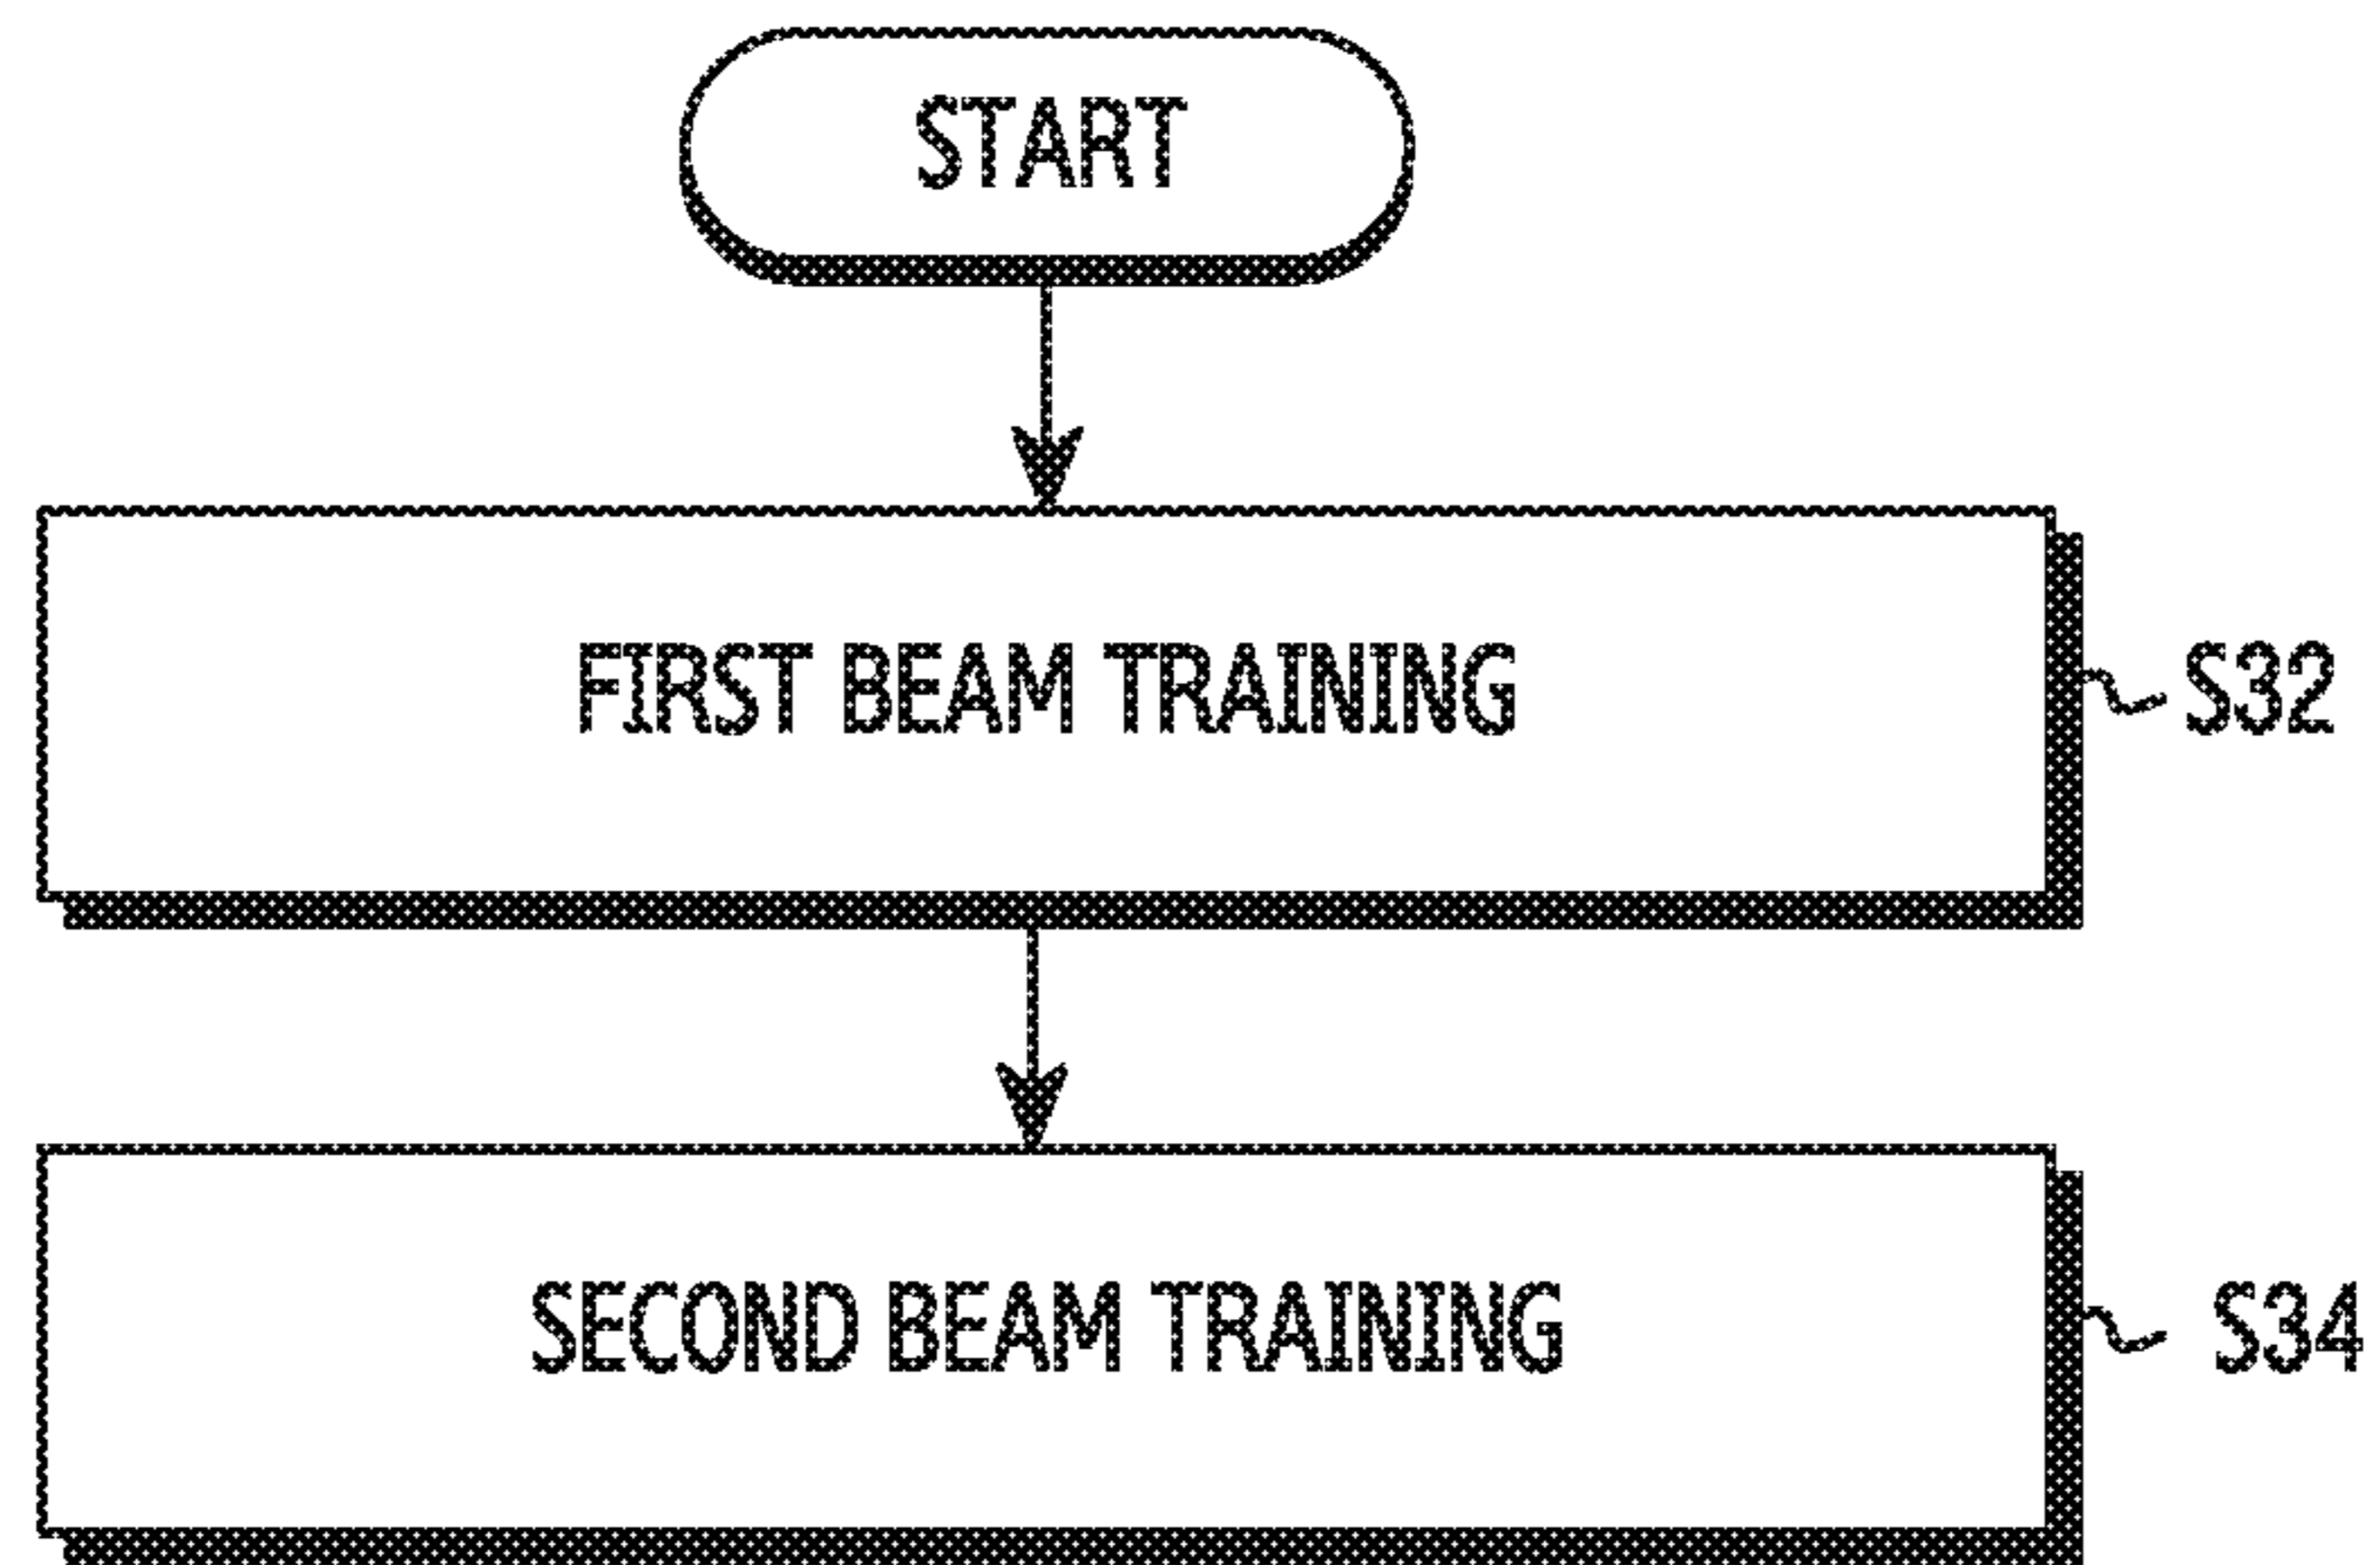 START
FIRST BEAM TRAINING
S32
SECOND BEAM TRAINING
S34